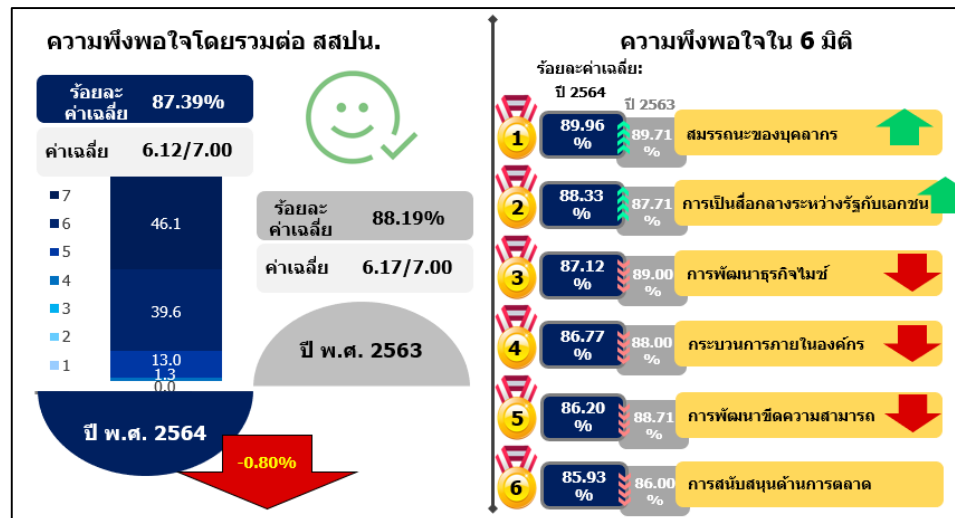 ความพึงพอใจโดยรวมต่อ สสปน.
ร้อยละ
ค่าเฉลี่ย
87.39%
ค่าเฉลี่ย 6.12/7.00
7
6
5
4
3
2
1
46.1
39.6
13.0
1.3
0.0
ปี พ.ศ. 2564
ร้อยละ
ค่าเฉลี่ย
88.19%
ค่าเฉลี่ย 6.17/7.00
ปี พ.ศ. 2563
-0.80%
ความพึงพอใจใน 6 มิติ
ร้อยละค่าเฉลี่ย:
ปี 2564
ปี 2563
1
89.96
%
89.71
%
สมรรถนะของบุคลากร
2
88.33
%
87.71
%
การเป็นสื่อกลางระหว่างรัฐกับเอกชน
3
87.12
%
89.00
%
การพัฒนาธุรกิจไมซ์
4
86.77
%
88.00
%
กระบวนการภายในองค์กร
5
86.20
%
88.71
%
การพัฒนาขีดความสามารถ
6
85.93
%
86.00
%
การสนับสนุนด้านการตลาด